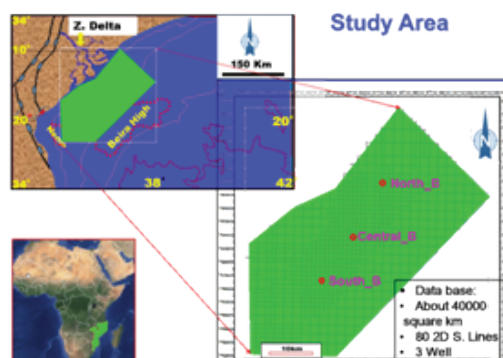 Study Area
Z. Delta
150 Km
34°
10°
20°
Beira High
34°
38°
42°
20°
North_B
Central_B
South_B
10km
• Data base:
• About 40000
square km
• 80 2D S. Lines
• 3 Well